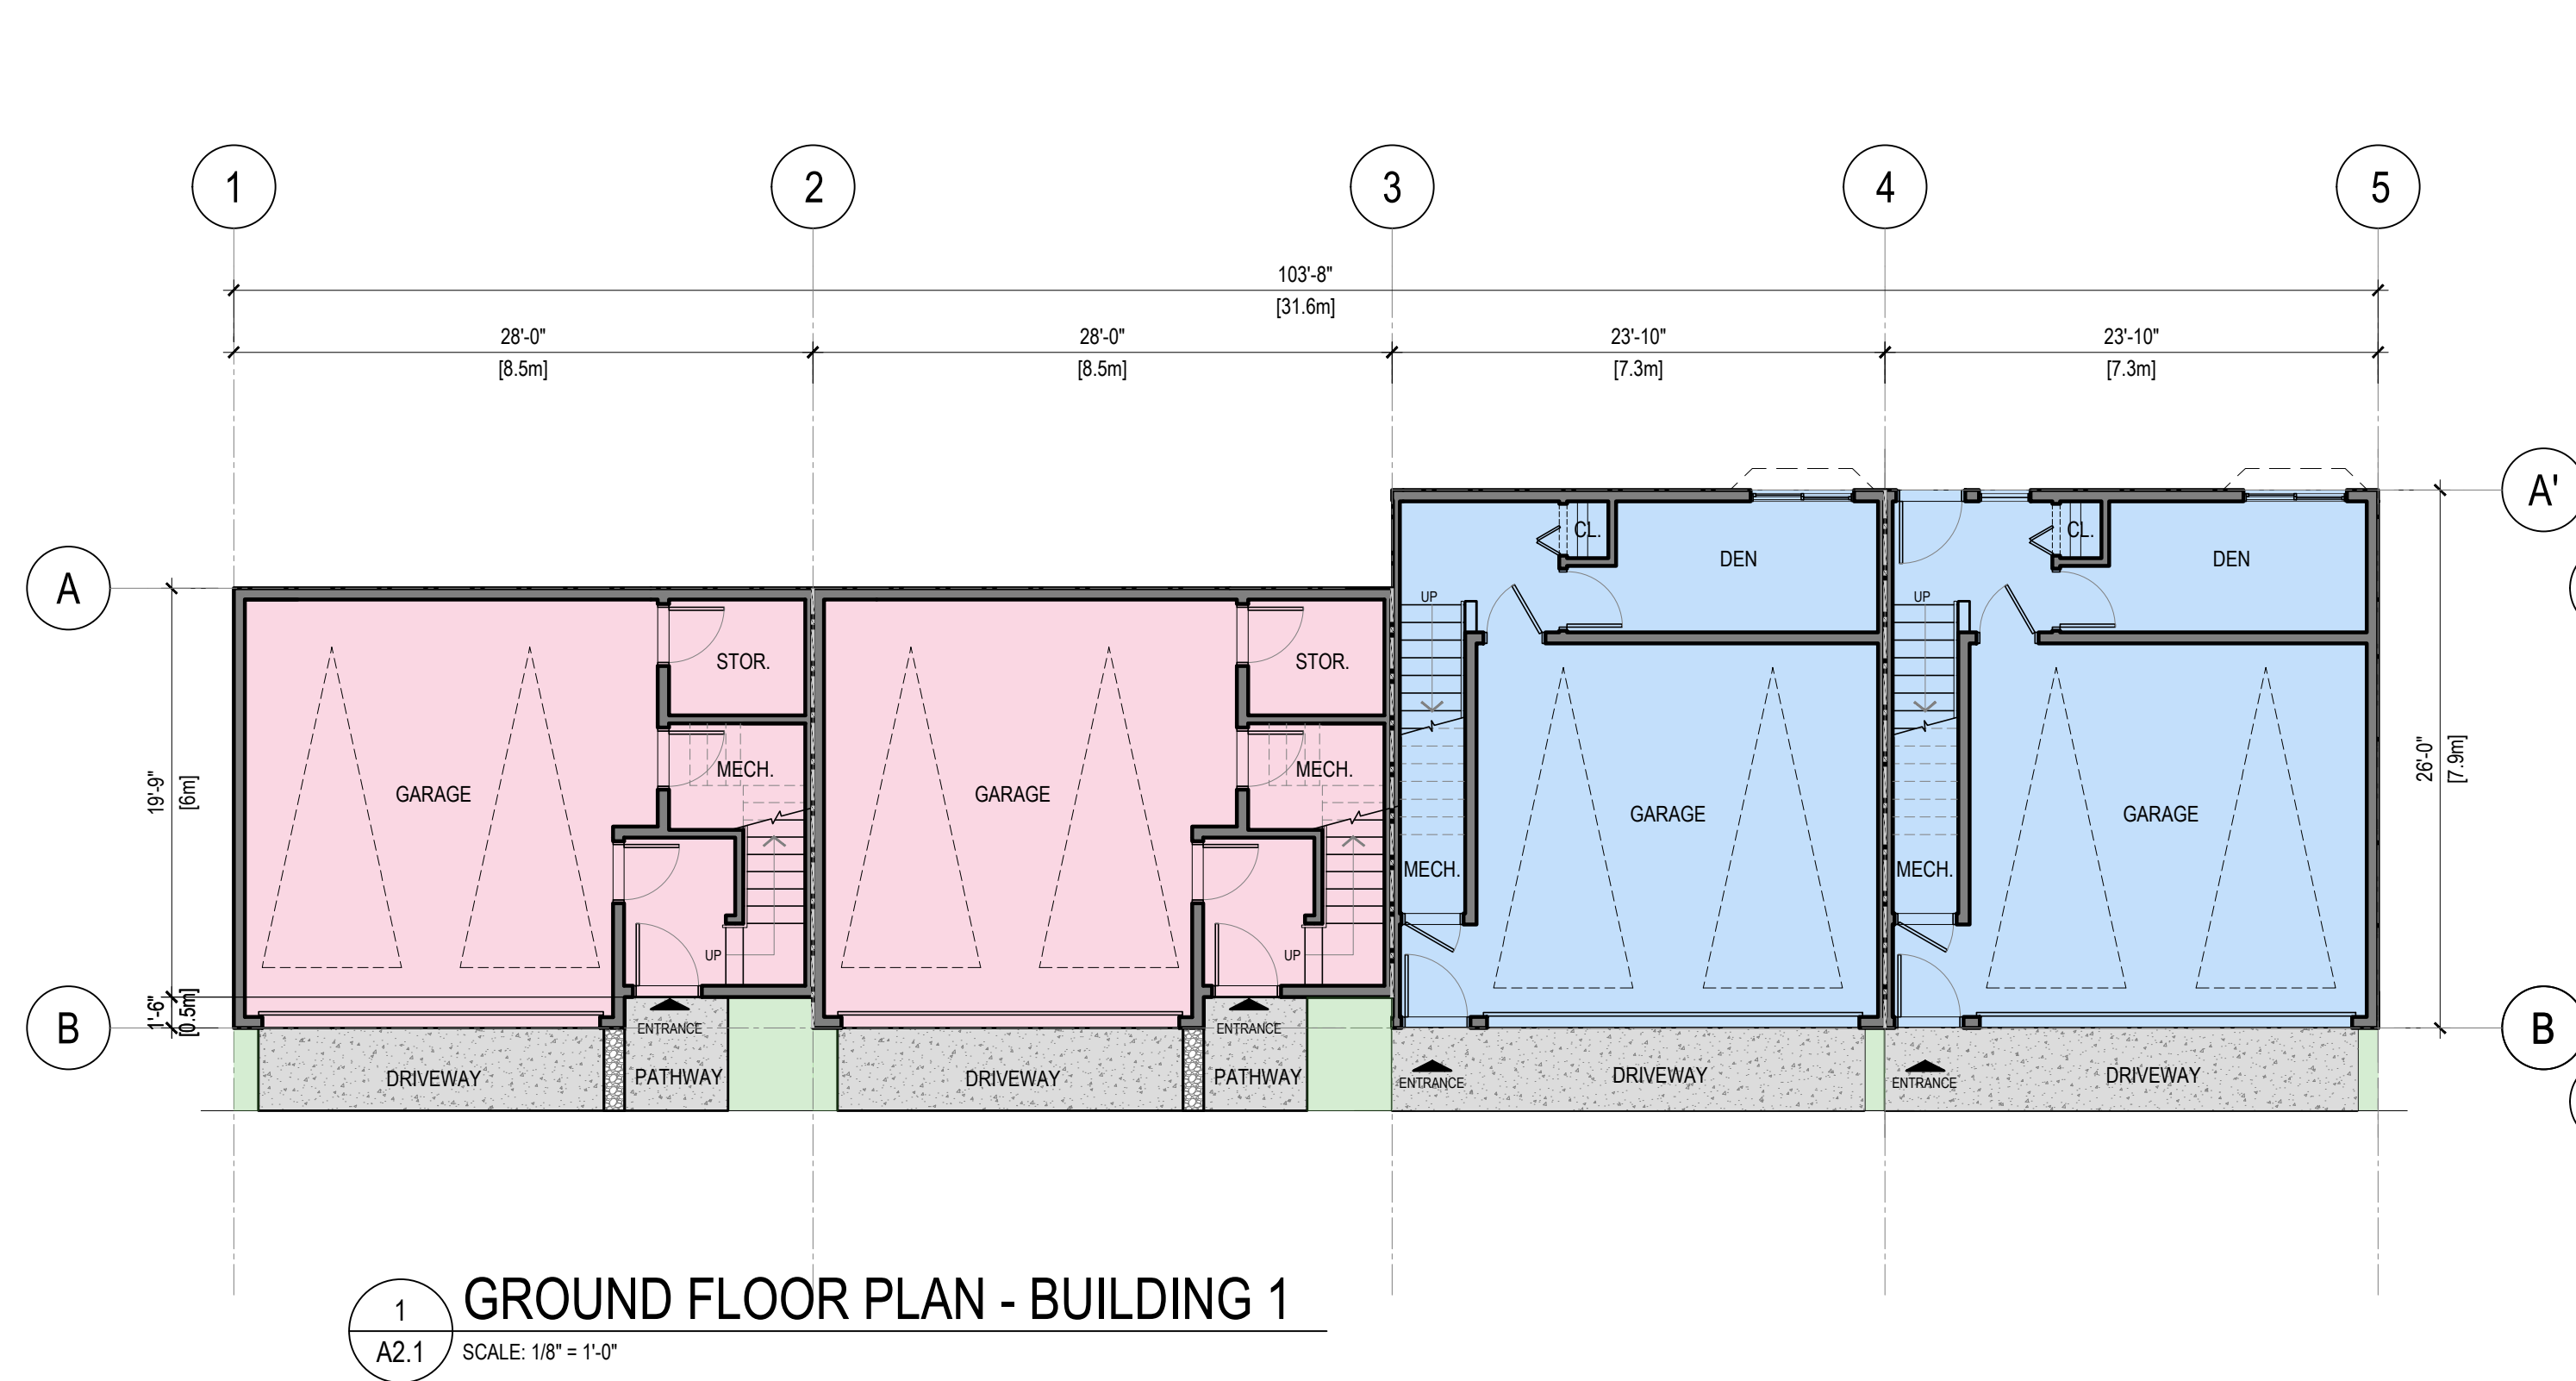 1
2
3
4
5
103'-8"
[31.6m]
28'-0"
28'-0"
23'-10"
23'-10"
[8.5m]
[8.5m]
[7.3m]
[7.3m]
A'
CL.
CL.
DEN
DEN
A
UP
UP
STOR.
STOR.
MECH.
MECH.
19'-9"
[6m]
26'-0"
[7.9m]
GARAGE
GARAGE
GARAGE
GARAGE
MECH.
MECH.
UP
UP
1'-6"
[0.5m]
B
ENTRANCE
ENTRANCE
B
DRIVEWAY
PATHWAY
DRIVEWAY
PATHWAY
ENTRANCE
DRIVEWAY
ENTRANCE
DRIVEWAY
1
GROUND FLOOR PLAN - BUILDING 1
A2.1
SCALE: 1/8" = 1'-0"